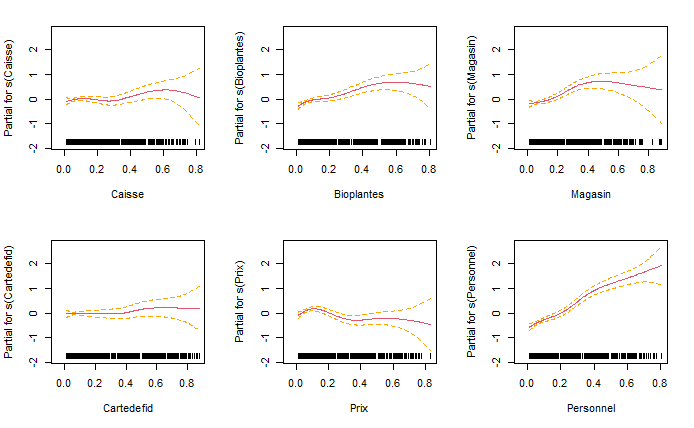 Partial for s(Caisse)
2
1
0
-1
-2
0.0 0.2 0.4 0.6 0.8
Caisse
Partial for s(Bioplantes)
2
1
0
-1
-2
0.0 0.2 0.4 0.6 0.8
Bioplantes
Partial for s(Magasin)
2
1
0
-1
-2
0.0 0.2 0.4 0.6 0.8
Magasin
Partial for s(Cartedefid)
2
1
0
-1
-2
0.0 0.2 0.4 0.6 0.8
Cartedefid
Partial for s(Prix)
2
1
0
-1
-2
0.0 0.2 0.4 0.6 0.8
Prix
Partial for s(Personnel)
2
1
0
-1
-2
0.0 0.2 0.4 0.6 0.8
Personnel